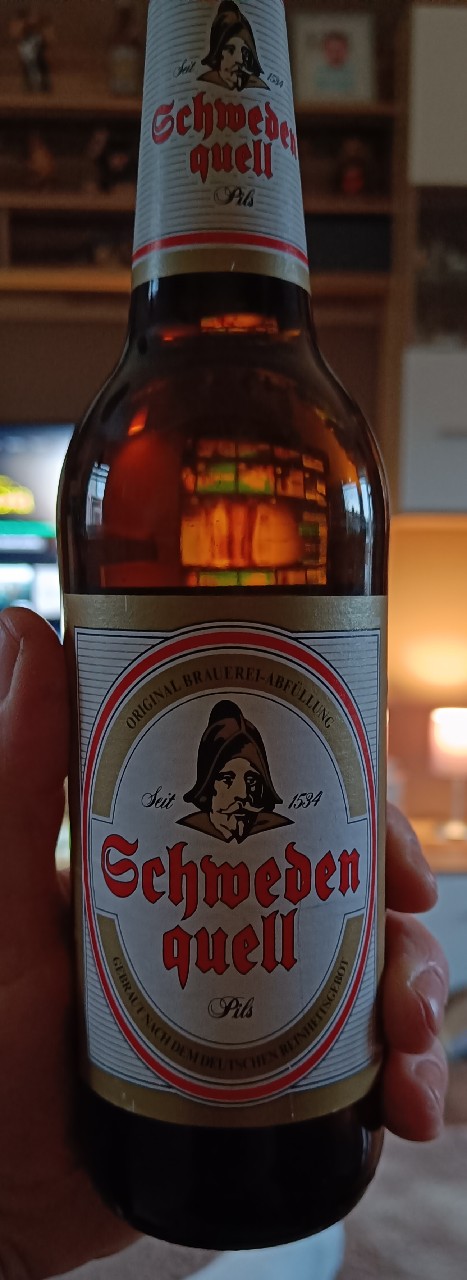 Seit 1534
Schweden
quell
Pils
ORIGINAL BRAUEREI-ABFÜLLUNG
Seit 1534
Schweden
quell
Pils
GEBRAUT NACH DEM DEUTSCHEN REINHEITSGEBOT